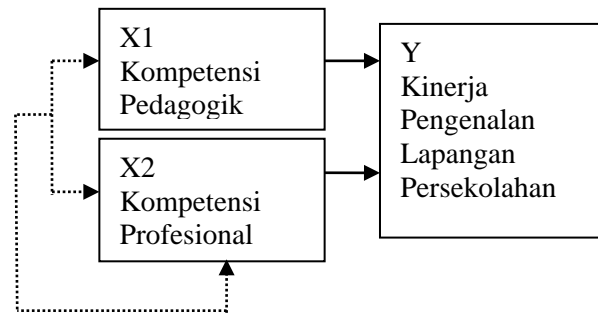 X1
Kompetensi
Pedagogik
X2
Kompetensi
Profesional
Y
Kinerja
Pengenalan
Lapangan
Persekolahan